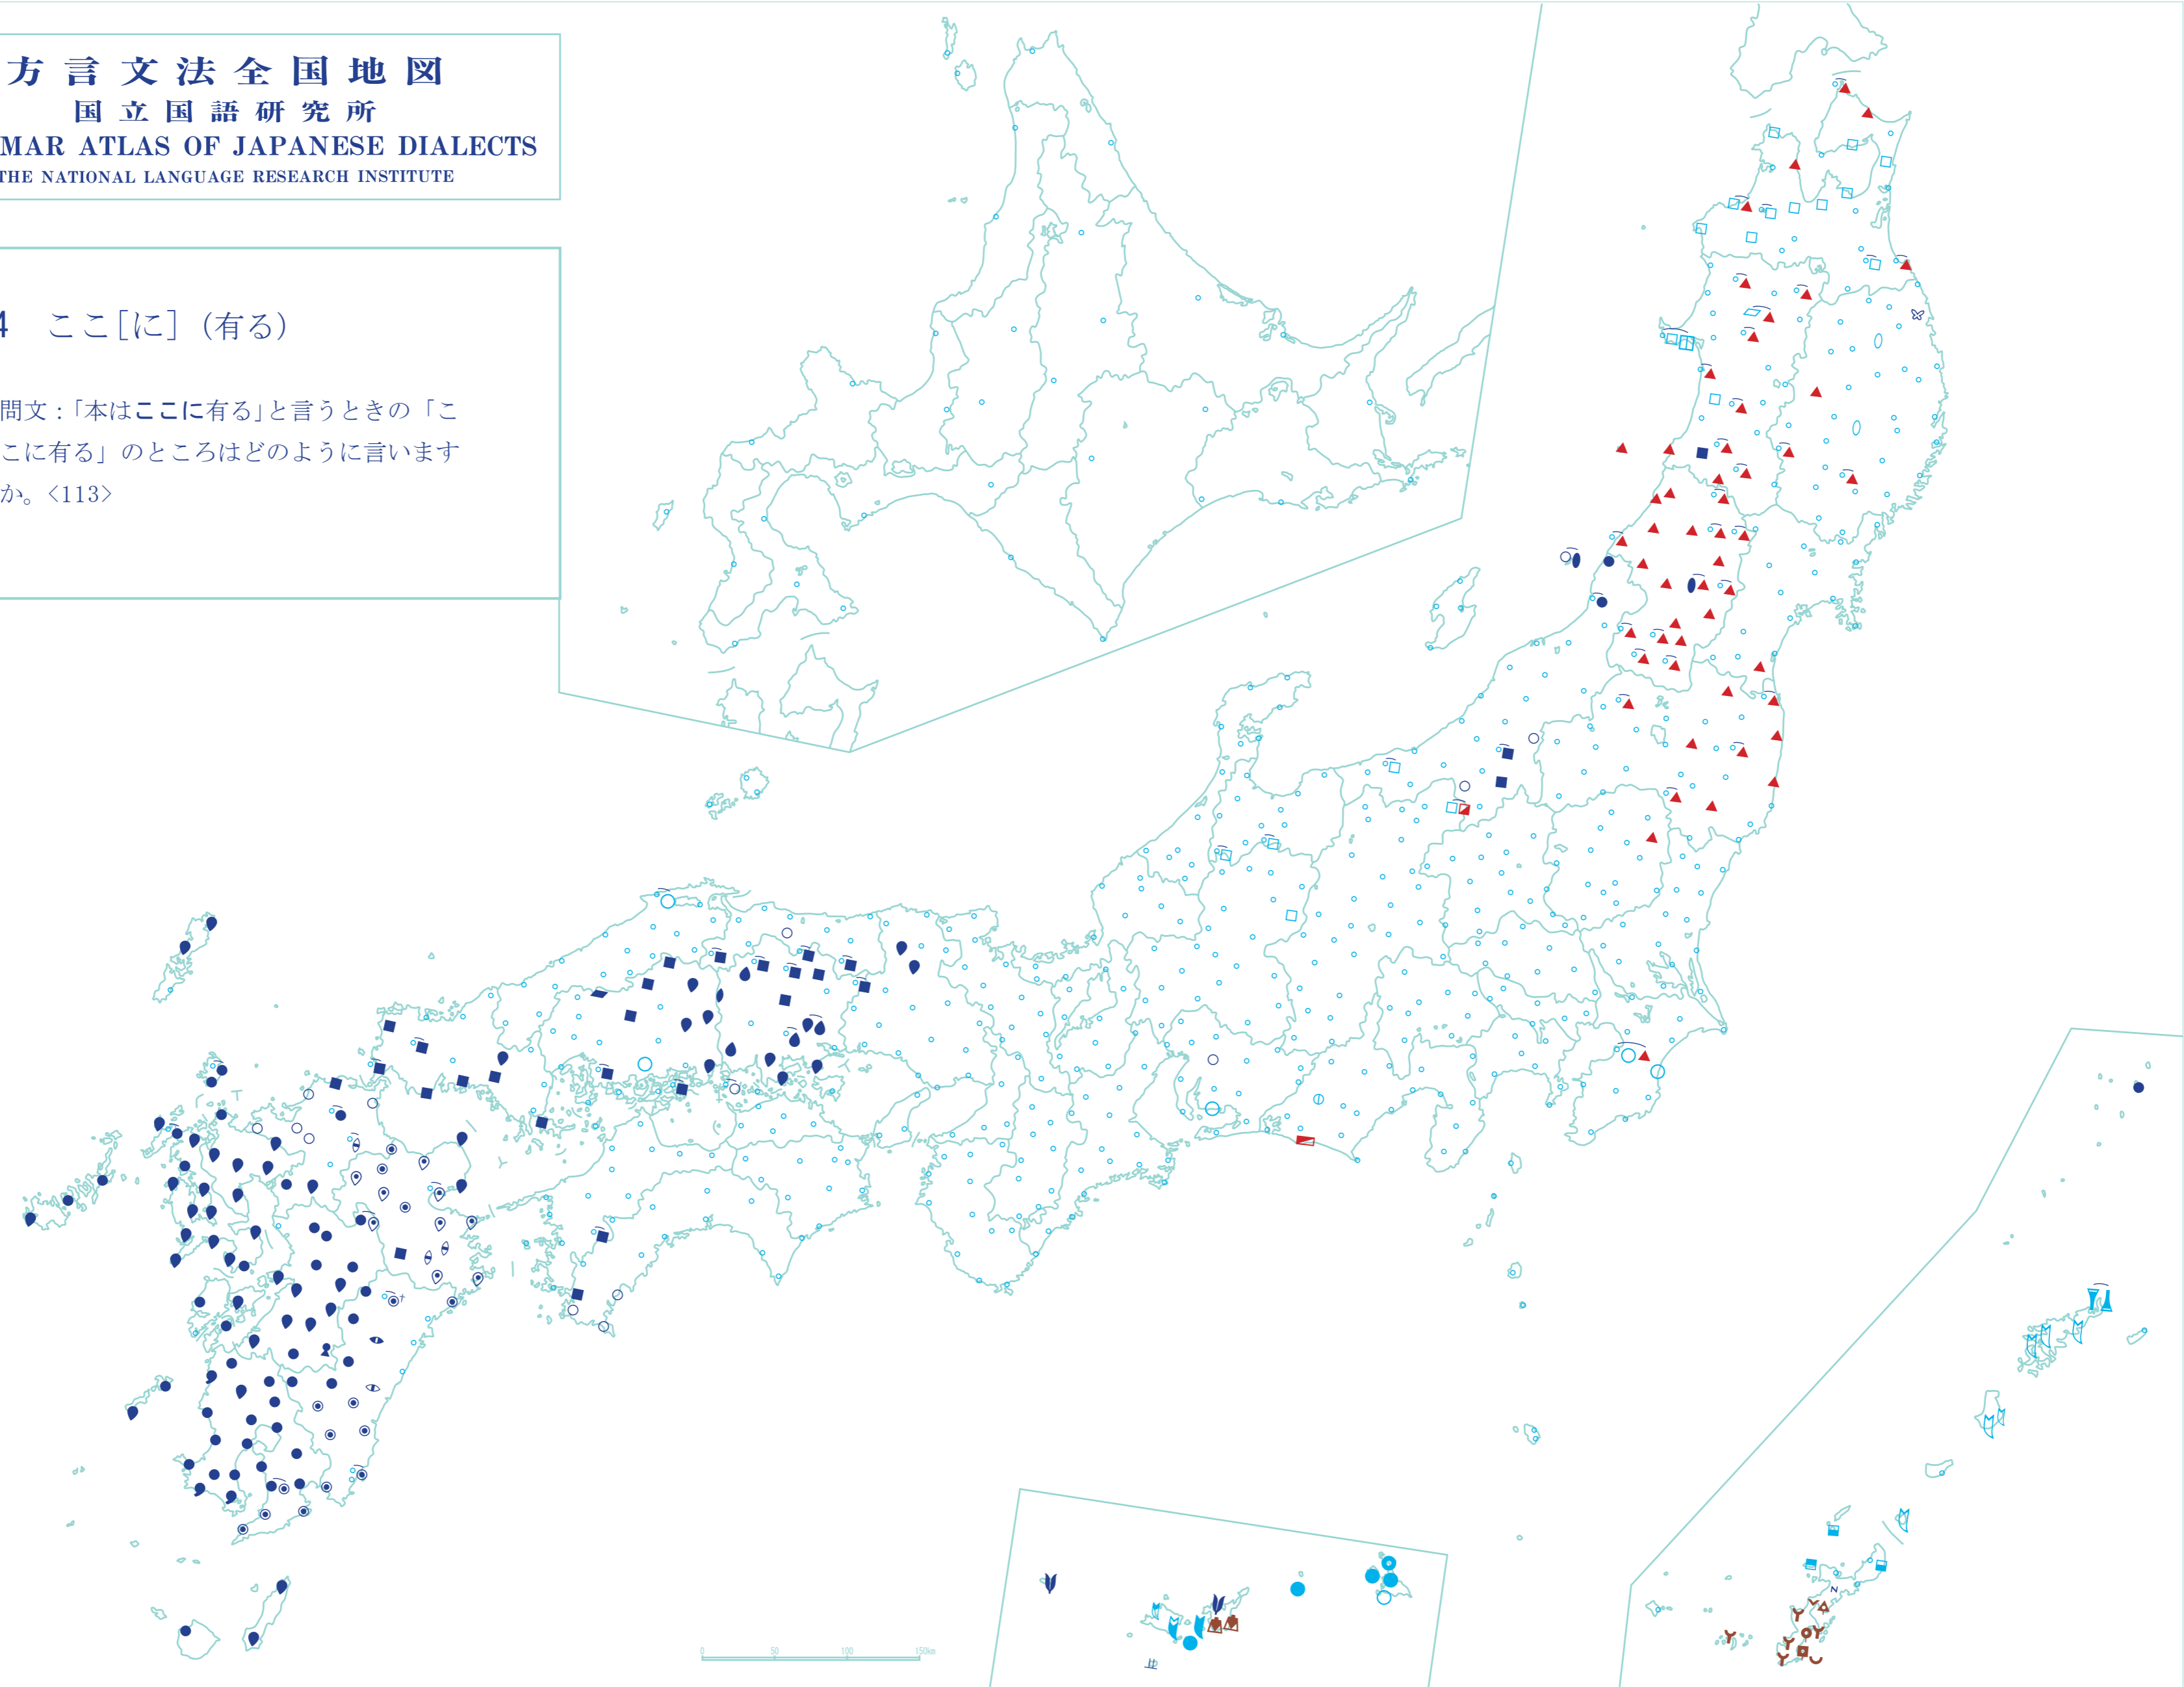 方言文法全国地図
国立国語研究所
MAR ATLAS OF JAPANESE DIALECTS
THE NATIONAL LANGUAGE RESEARCH INSTITUTE
4 ここ[に]（有る）
問文：「本はここに有る」と言うときの「こ
こに有る」のところはどのように言います
か。<113>
0 50 100 150km